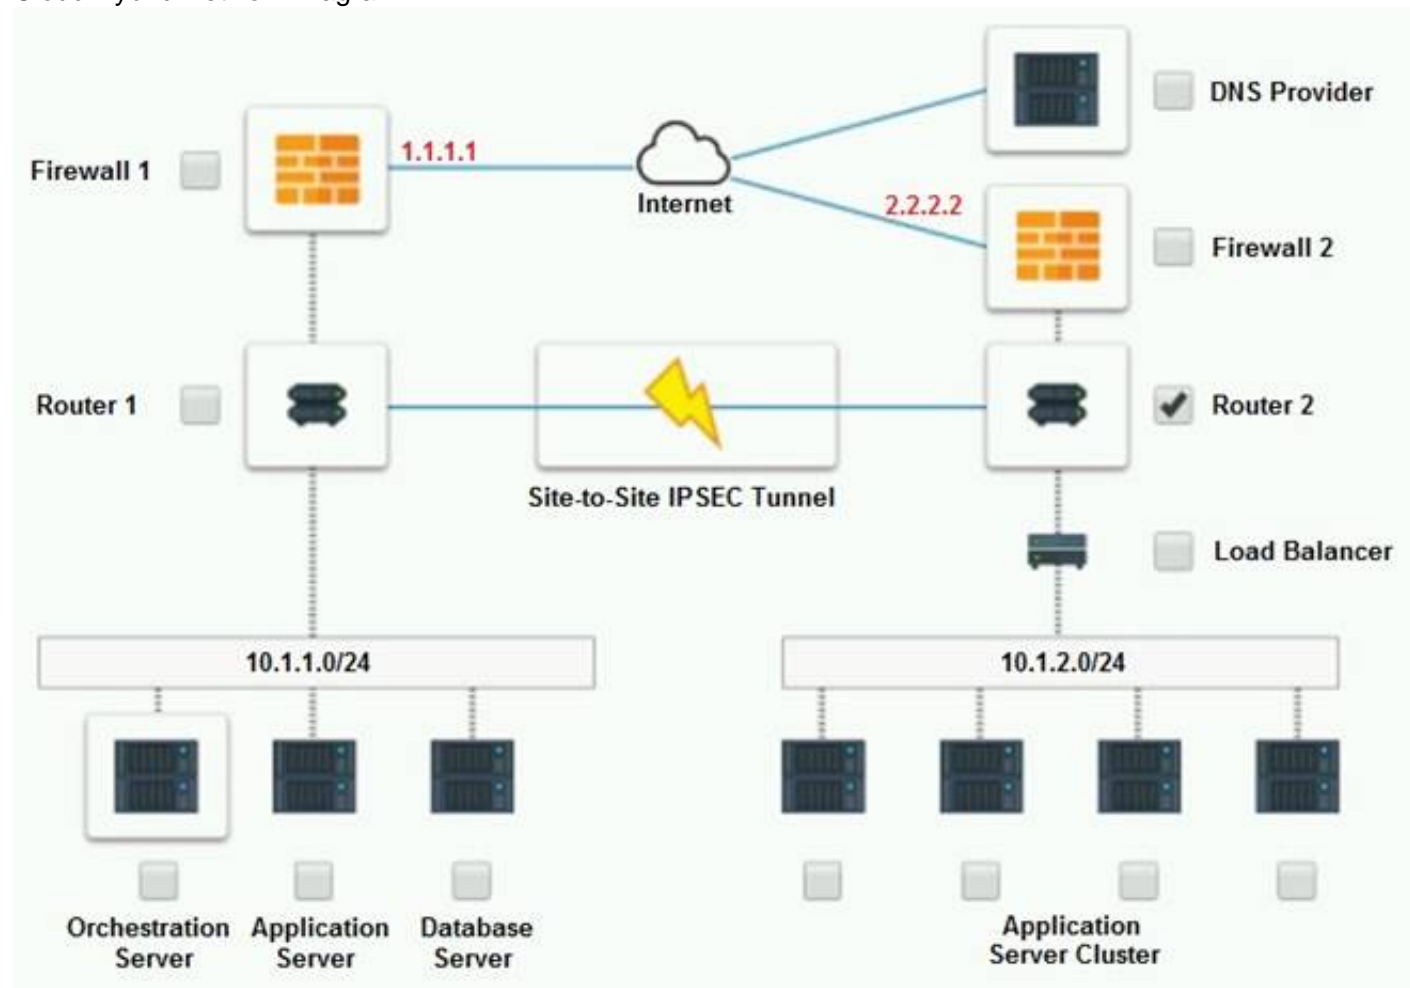 DNS Provider
1.1.1.1
Firewall 1
Internet
2.2.2.2
Firewall 2
Router 1
Router 2
Site-to-Site IPSEC Tunnel
Load Balancer
10.1.1.0/24
10.1.2.0/24
Orchestration
Server
Application
Server
Database
Server
Application
Server Cluster